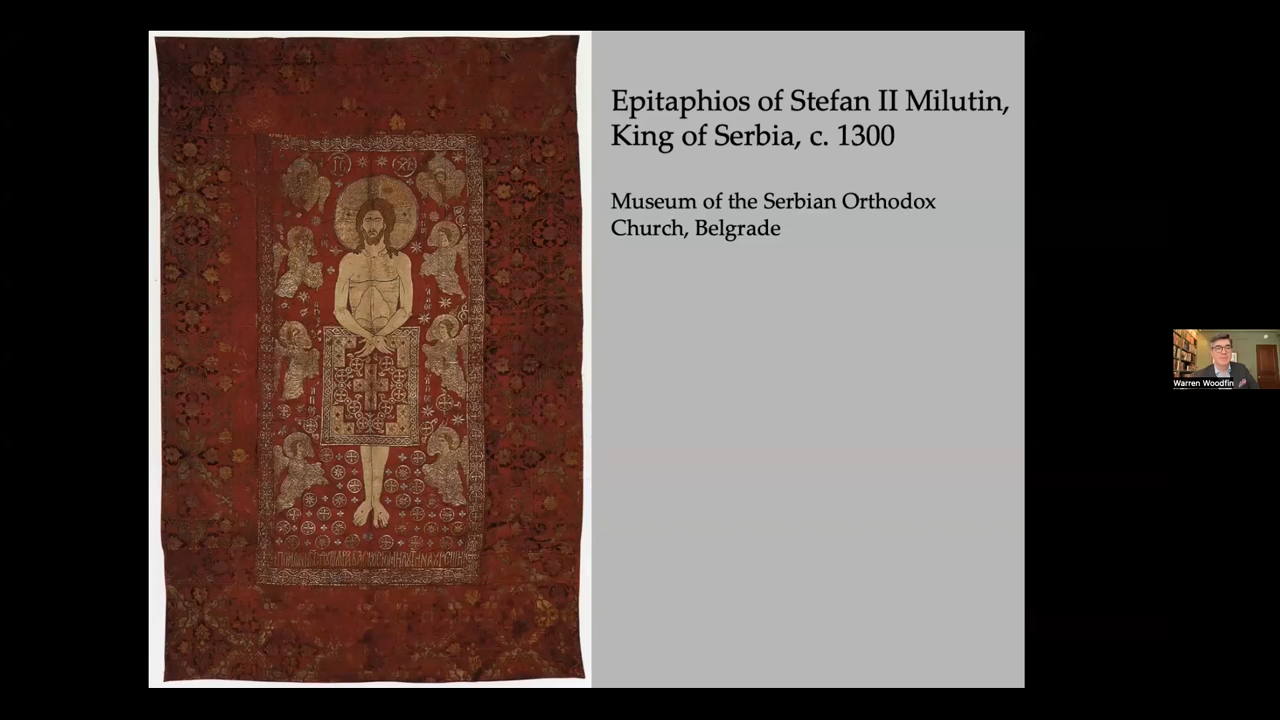 Epitaphios of Stefan II Milutin,
King of Serbia, c. 1300
Museum of the Serbian Orthodox
Church, Belgrade
Warren Woodfin